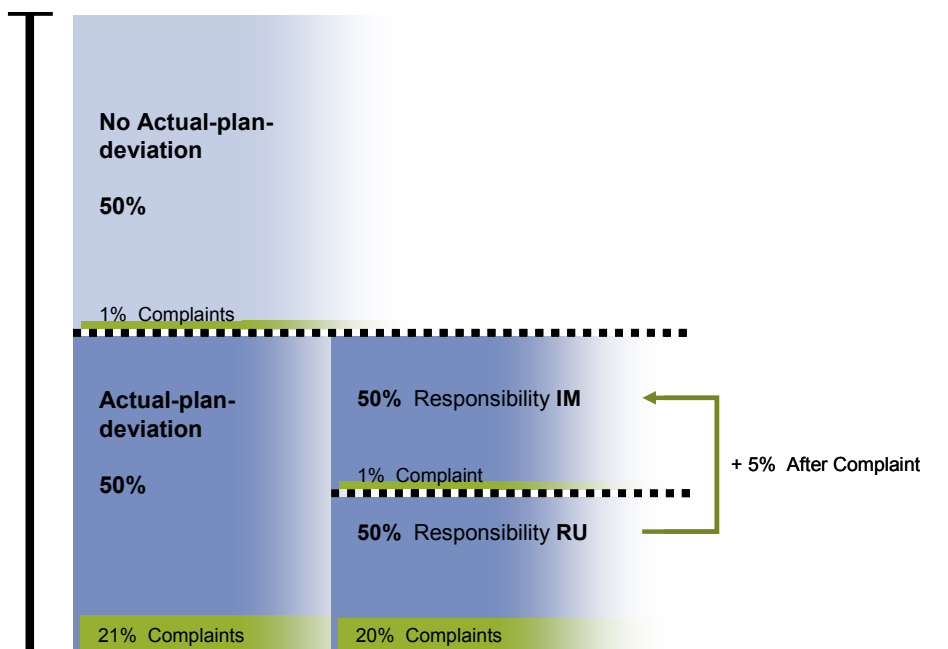 No Actual-plan-
deviation
50%
1% Complaints
Actual-plan-
deviation
50%
21% Complaints
50% Responsibility IM
1% Complaint
50% Responsibility RU
20% Complaints
+ 5% After Complaint